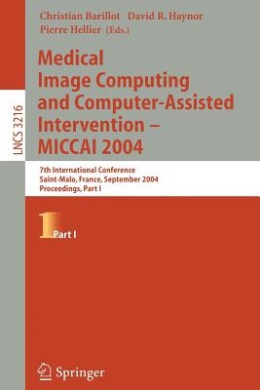 Christian Barillot David R. Haynor
Pierre Hellier (Eds.)
LNCS 3216
Medical
Image Computing
and Computer-Assisted
Intervention –
MICCAI 2004
7th International Conference
Saint-Malo, France, September 2004
Proceedings, Part I
1 Part I
Springer